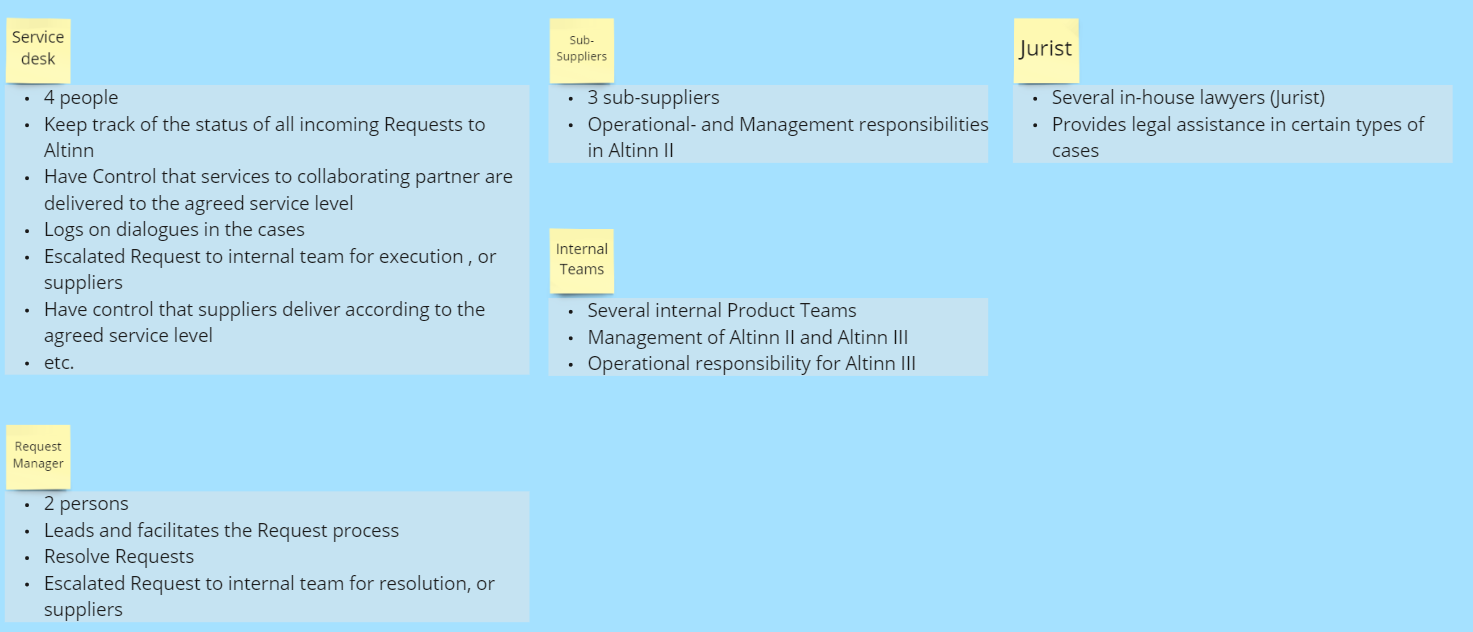 Service
desk
• 4 people
• Keep track of the status of all incoming Requests to
Altinn
• Have Control that services to collaborating partner are
delivered to the agreed service level
• Logs on dialogues in the cases
• Escalated Request to internal team for execution , or
suppliers
• Have control that suppliers deliver according to the
agreed service level
• etc.
Request
Manager
• 2 persons
• Leads and facilitates the Request process
• Resolve Requests
• Escalated Request to internal team for resolution, or
suppliers
Sub-
Suppliers
• 3 sub-suppliers
• Operational- and Management responsibilities
in Altinn II
Internal
Teams
• Several internal Product Teams
• Management of Altinn II and Altinn III
• Operational responsibility for Altinn III
Jurist
• Several in-house lawyers (Jurist)
• Provides legal assistance in certain types of
cases